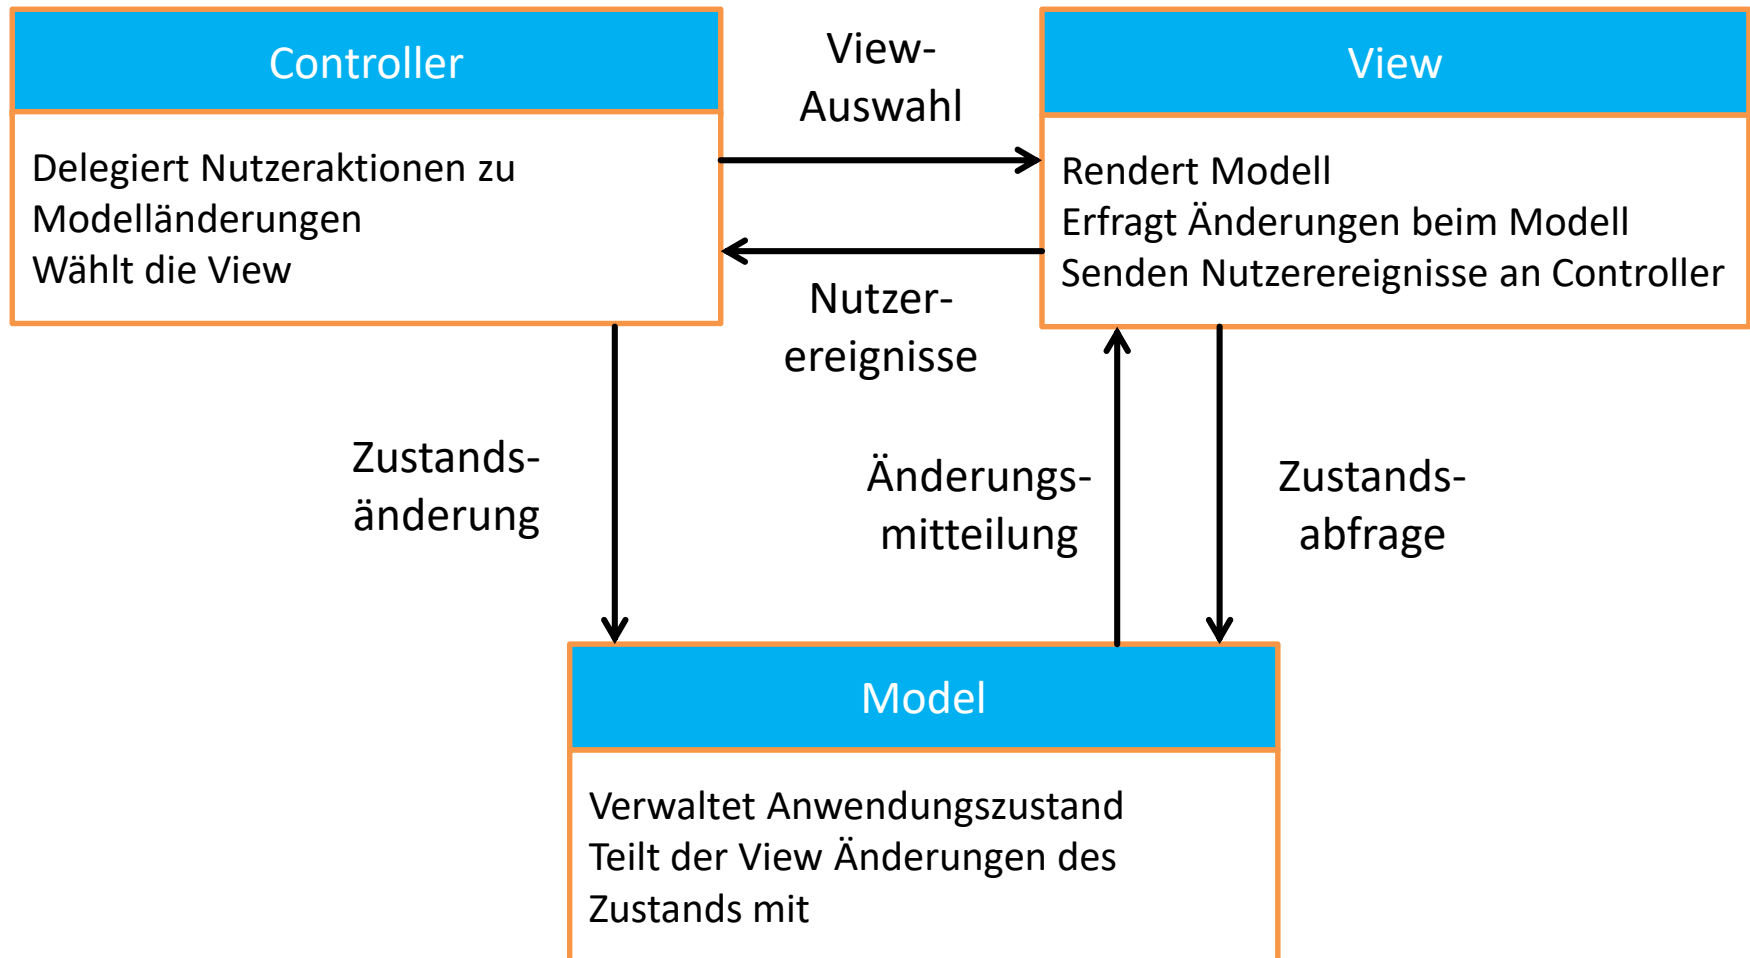 Controller
Delegiert Nutzeraktionen zu
Modelländerungen
Wählt die View
View-
Auswahl
Nutzer-
ereignisse
View
Rendert Modell
Erfragt Änderungen beim Modell
Senden Nutzerereignisse an Controller
Zustands-
änderung
Änderungs-
mitteilung
Zustands-
abfrage
Model
Verwaltet Anwendungszustand
Teilt der View Änderungen des
Zustands mit